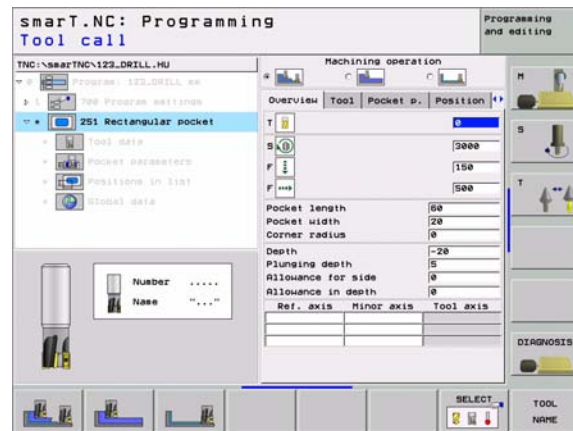 smarT.NC: Programming
Tool call
Programming
and editing
TNC:\smarTNC\123_DRILL.HU
0 Program: 123_DRILL mm
1 700 Program settings
251 Rectangular pocket
Tool data
Pocket parameters
Positions in list
Global data
Number .....
Name "..."
Machining operation
Overview Tool Pocket p. Position
T 0
S 3000
F 150
F 500
Pocket length 60
Pocket width 20
Corner radius 0
Depth -20
Plunging depth 5
Allowance for side 0
Allowance in depth 0
Ref. axis Minor axis Tool axis
M
S
T
DIAGNOSIS
SELECT
TOOL
NAME